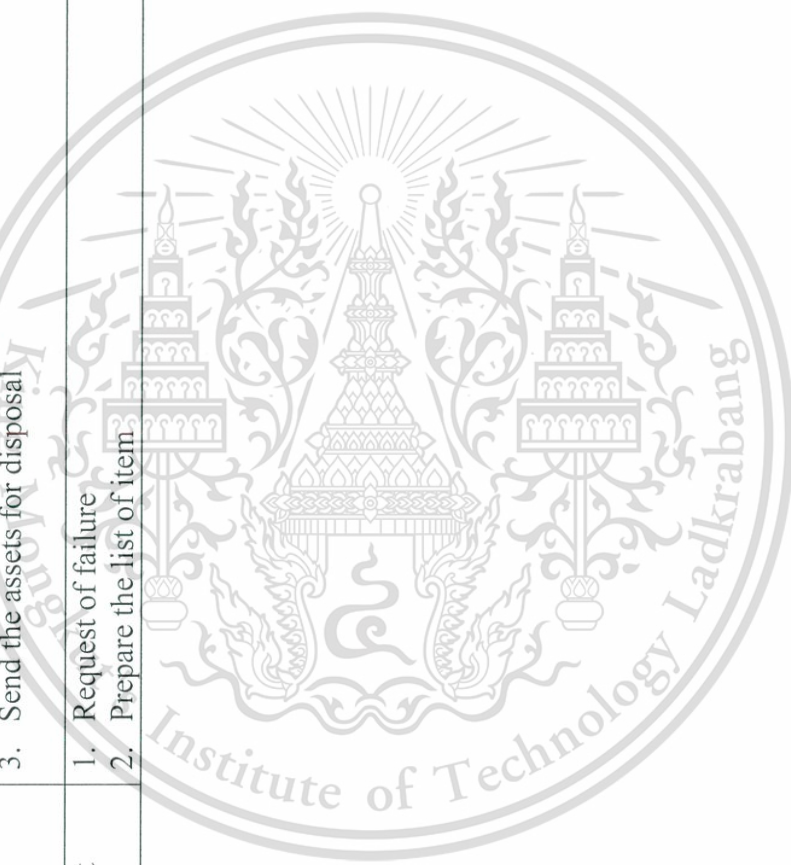 3. Send the assets for disposal
1. Request of failure
2. Prepare the list of item
Institute of Technology Ladkrabang